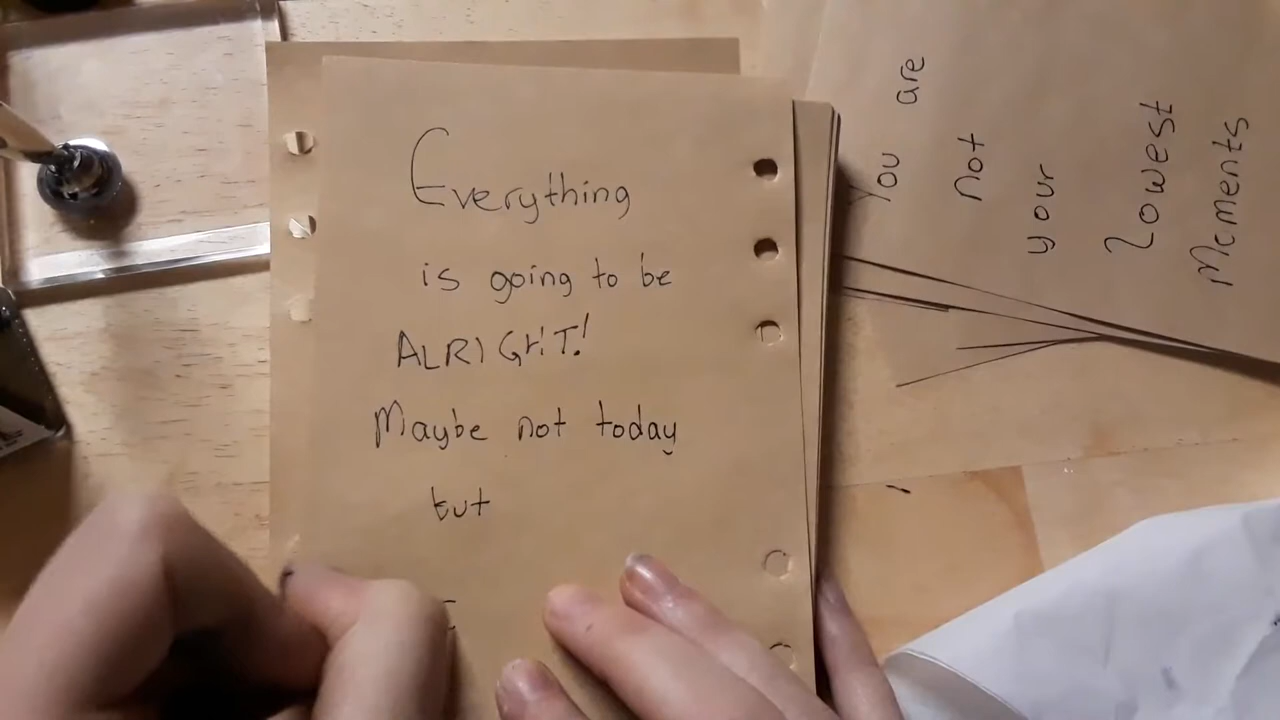 Everything
is going to be
ALRIGHT!
Maybe not today
but
You are
not
your
Lowest
Moments